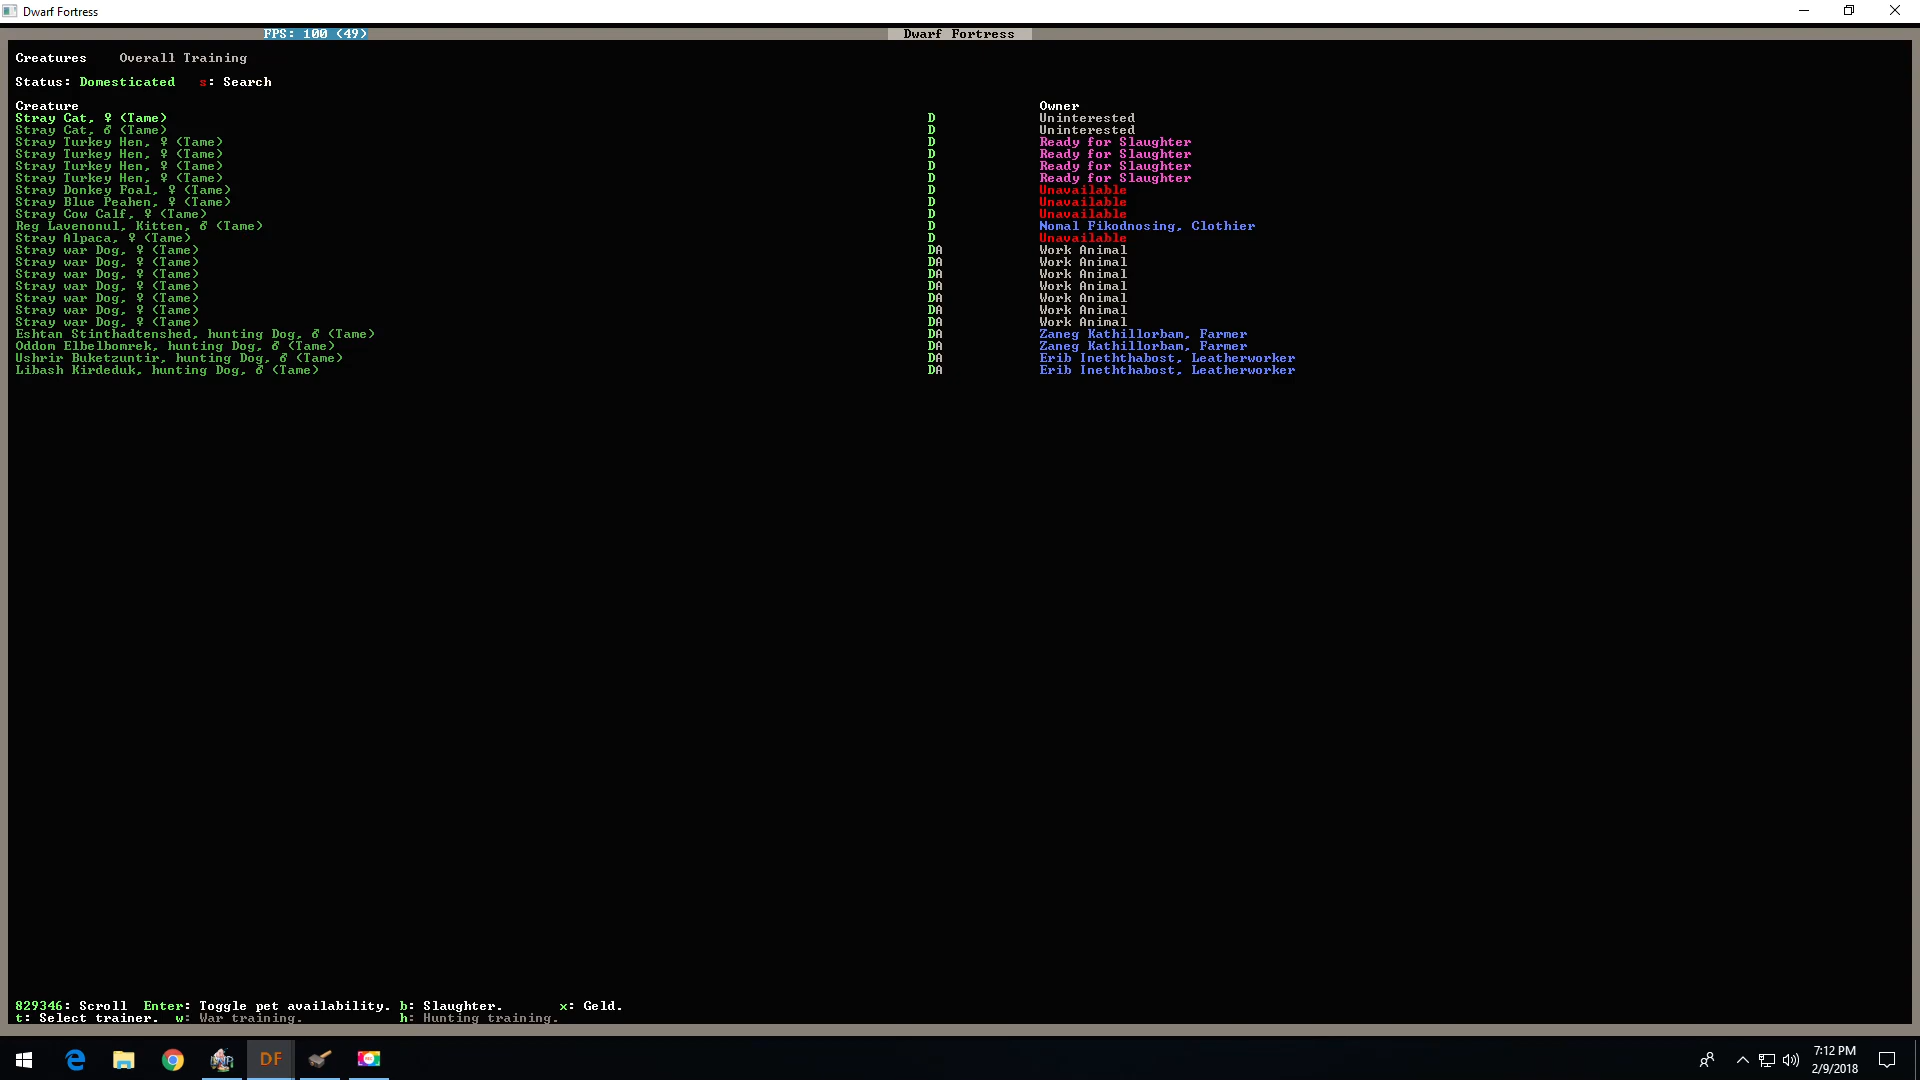 Dwarf Fortress
FPS: 100 (49) Dwarf Fortress
Creatures Overall Training
Status: Domesticated s: Search
Creature Owner
Stray Cat, ♀ (Tame) D Uninterested
Stray Cat, ♂ (Tame) D Uninterested
Stray Turkey Hen, ♀ (Tame) D Ready for Slaughter
Stray Turkey Hen, ♀ (Tame) D Ready for Slaughter
Stray Turkey Hen, ♀ (Tame) D Ready for Slaughter
Stray Turkey Hen, ♀ (Tame) D Ready for Slaughter
Stray Donkey Foal, ♀ (Tame) D Unavailable
Stray Blue Peahen, ♀ (Tame) D Unavailable
Stray Cow Calf, ♀ (Tame) D Unavailable
Reg Lavenonul, Kitten, ♂ (Tame) D Nomal Fikodnosing, Clothier
Stray Alpaca, ♀ (Tame) D Unavailable
Stray war Dog, ♀ (Tame) DA Work Animal
Stray war Dog, ♀ (Tame) DA Work Animal
Stray war Dog, ♀ (Tame) DA Work Animal
Stray war Dog, ♀ (Tame) DA Work Animal
Stray war Dog, ♀ (Tame) DA Work Animal
Stray war Dog, ♀ (Tame) DA Work Animal
Stray war Dog, ♀ (Tame) DA Work Animal
Eshtan Stinthadtenshed, hunting Dog, ♂ (Tame) DA Zaneg Kathillorbam, Farmer
Oddom Elbelbomrek, hunting Dog, ♂ (Tame) DA Zaneg Kathillorbam, Farmer
Ushrir Buketzuntir, hunting Dog, ♂ (Tame) DA Erib Ineththabost, Leatherworker
Libash Kirdeduk, hunting Dog, ♂ (Tame) DA Erib Ineththabost, Leatherworker
829346: Scroll Enter: Toggle pet availability. b: Slaughter. x: Geld.
t: Select trainer. w: War training. h: Hunting training.
DF
7:12 PM
2/9/2018